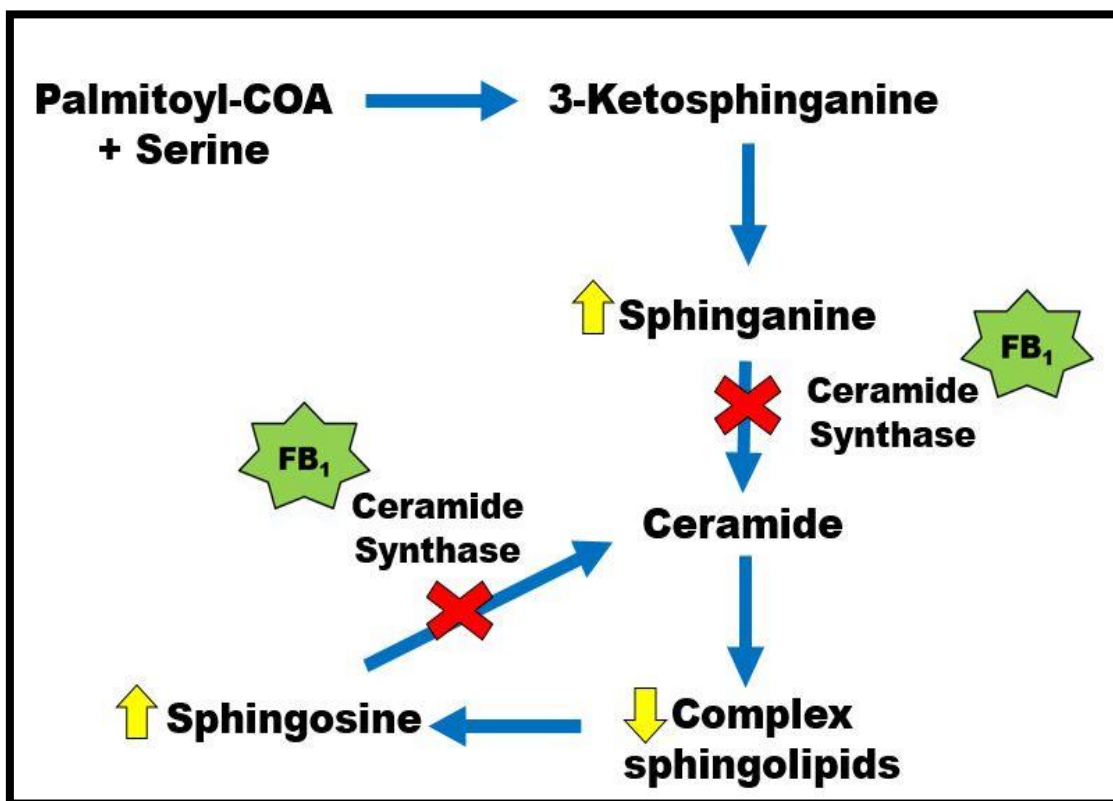 Palmitoyl-COA
+ Serine
3-Ketosphinganine
Sphinganine
FB₁
Ceramide
Synthase
FB₁
Ceramide
Synthase
Ceramide
Sphingosine
Complex
sphingolipids